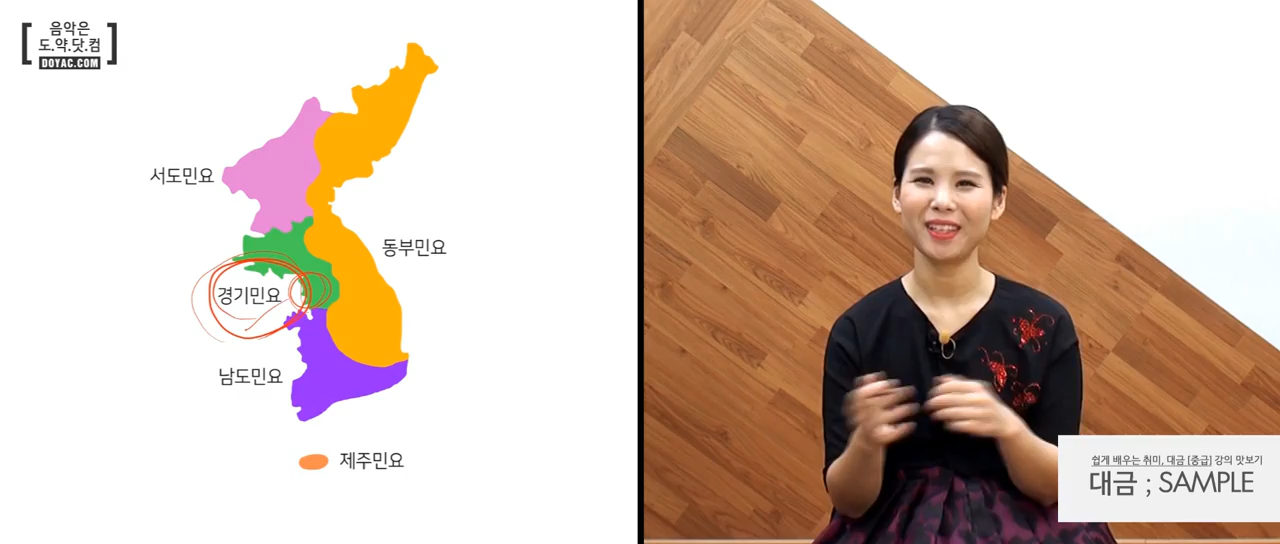 음악은
도.약.닷.컴
DOYAC.COM
서도민요
동부민요
경기민요
남도민요
제주민요
쉽게 배우는 취미, 대금 [중급] 강의 맛보기
대금 ; SAMPLE